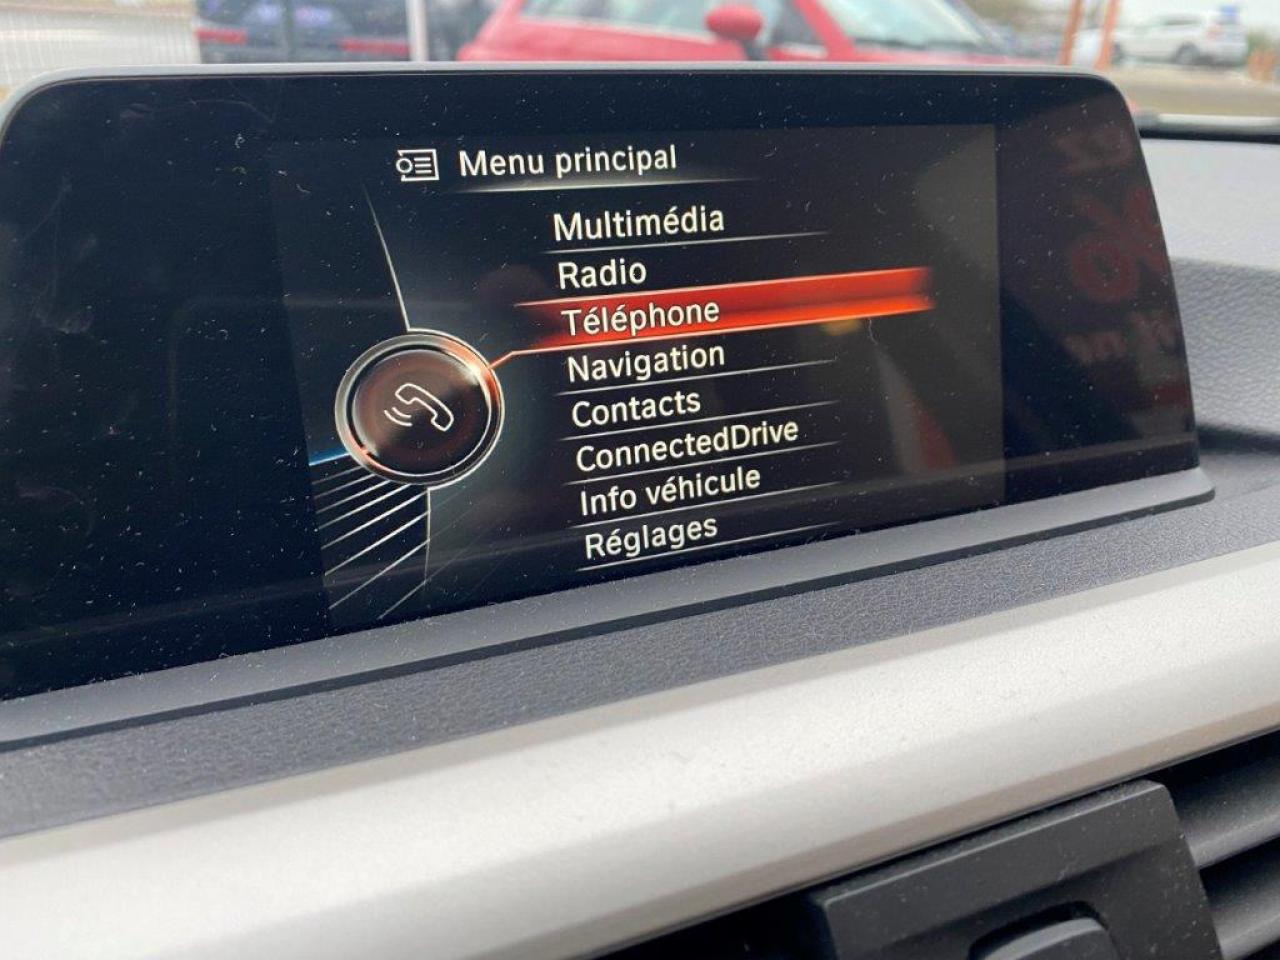 Menu principal
Multimédia
Radio
Téléphone
Navigation
Contacts
ConnectedDrive
Info véhicule
Réglages